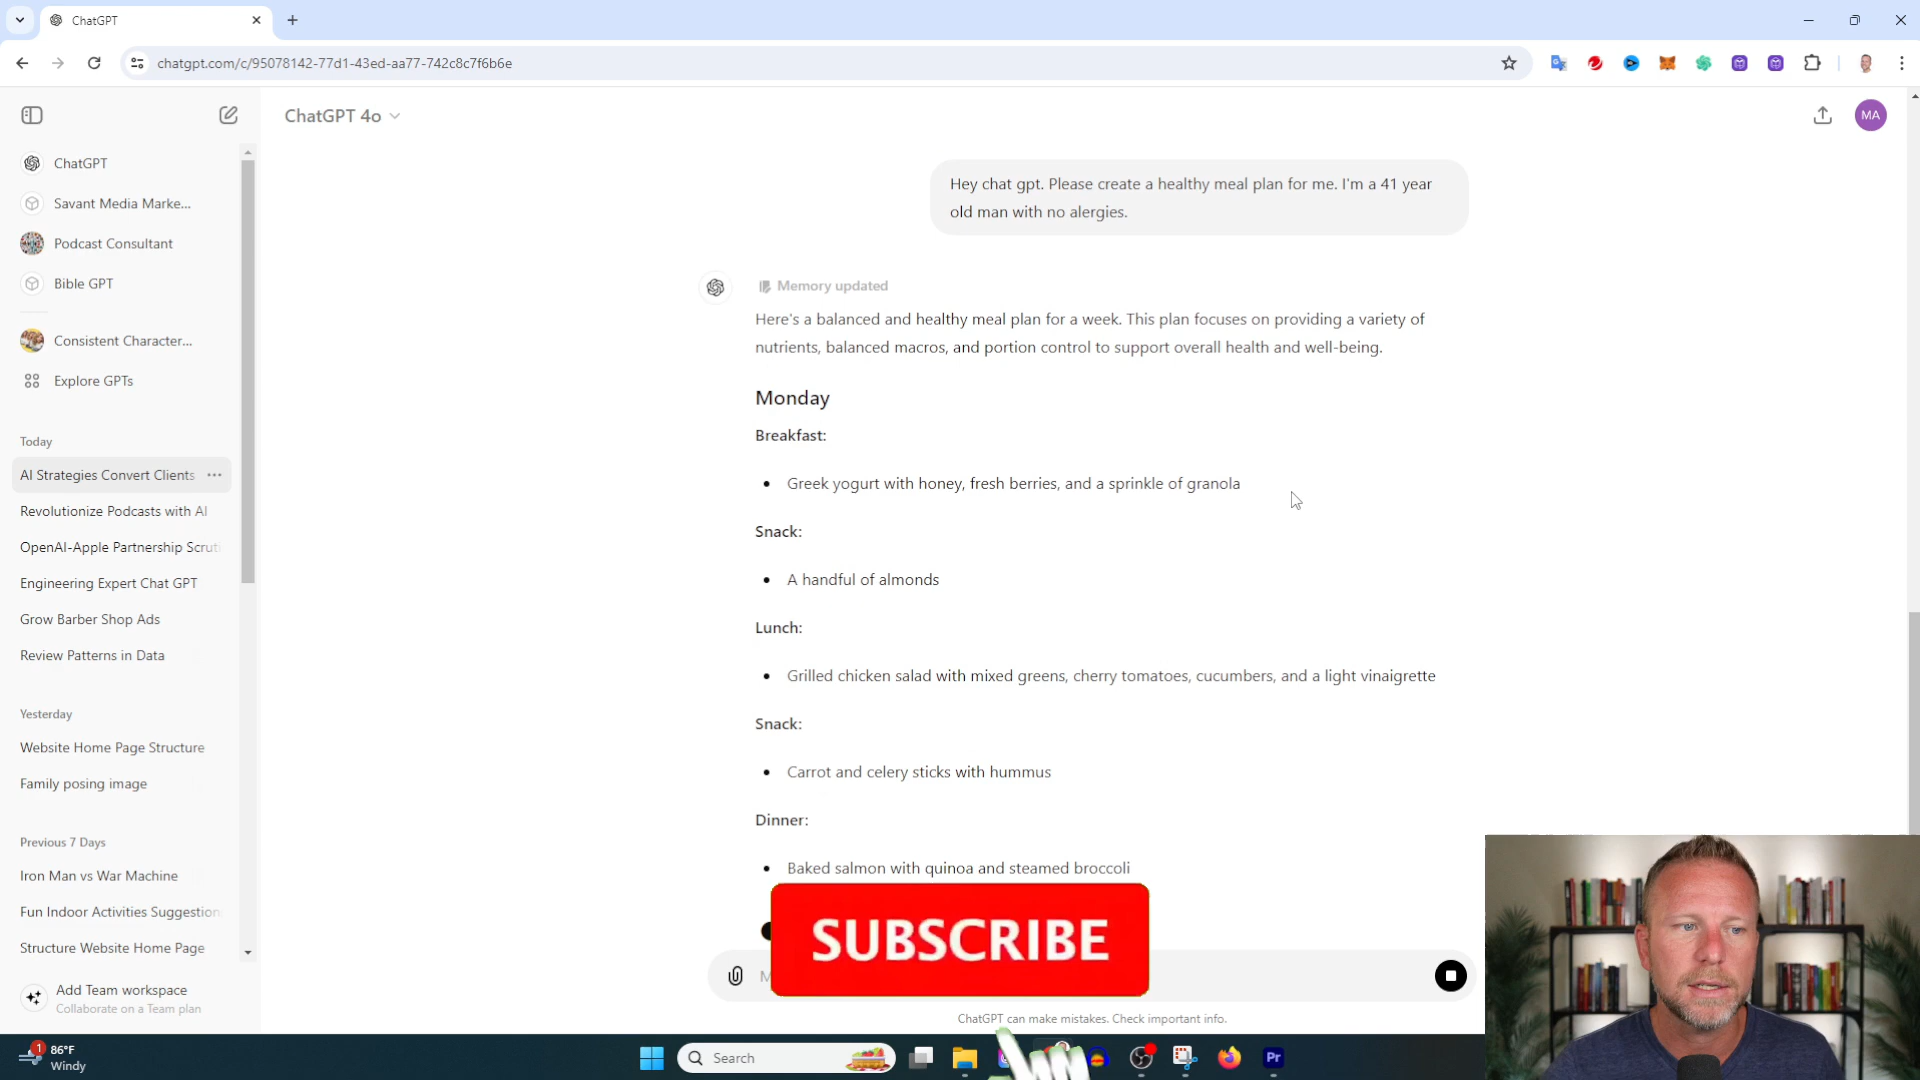 ChatGPT
chatgpt.com/c/95078142-77d1-43ed-aa77-742c8c7f6b6e
ChatGPT 4o
MA
ChatGPT
Savant Media Marke...
Podcast Consultant
Bible GPT
Consistent Character...
Explore GPTs
Today
AI Strategies Convert Clients
Revolutionize Podcasts with AI
OpenAI-Apple Partnership Scruti
Engineering Expert Chat GPT
Grow Barber Shop Ads
Review Patterns in Data
Yesterday
Website Home Page Structure
Family posing image
Previous 7 Days
Iron Man vs War Machine
Fun Indoor Activities Suggestion
Structure Website Home Page
Add Team workspace
Collaborate on a Team plan
Hey chat gpt. Please create a healthy meal plan for me. I'm a 41 year
old man with no alergies.
Memory updated
Here's a balanced and healthy meal plan for a week. This plan focuses on providing a variety of
nutrients, balanced macros, and portion control to support overall health and well-being.
Monday
Breakfast:
• Greek yogurt with honey, fresh berries, and a sprinkle of granola
Snack:
• A handful of almonds
Lunch:
• Grilled chicken salad with mixed greens, cherry tomatoes, cucumbers, and a light vinaigrette
Snack:
• Carrot and celery sticks with hummus
Dinner:
• Baked salmon with quinoa and steamed broccoli
SUBSCRIBE
ChatGPT can make mistakes. Check important info.
1
86°F
Windy
Search
Pr